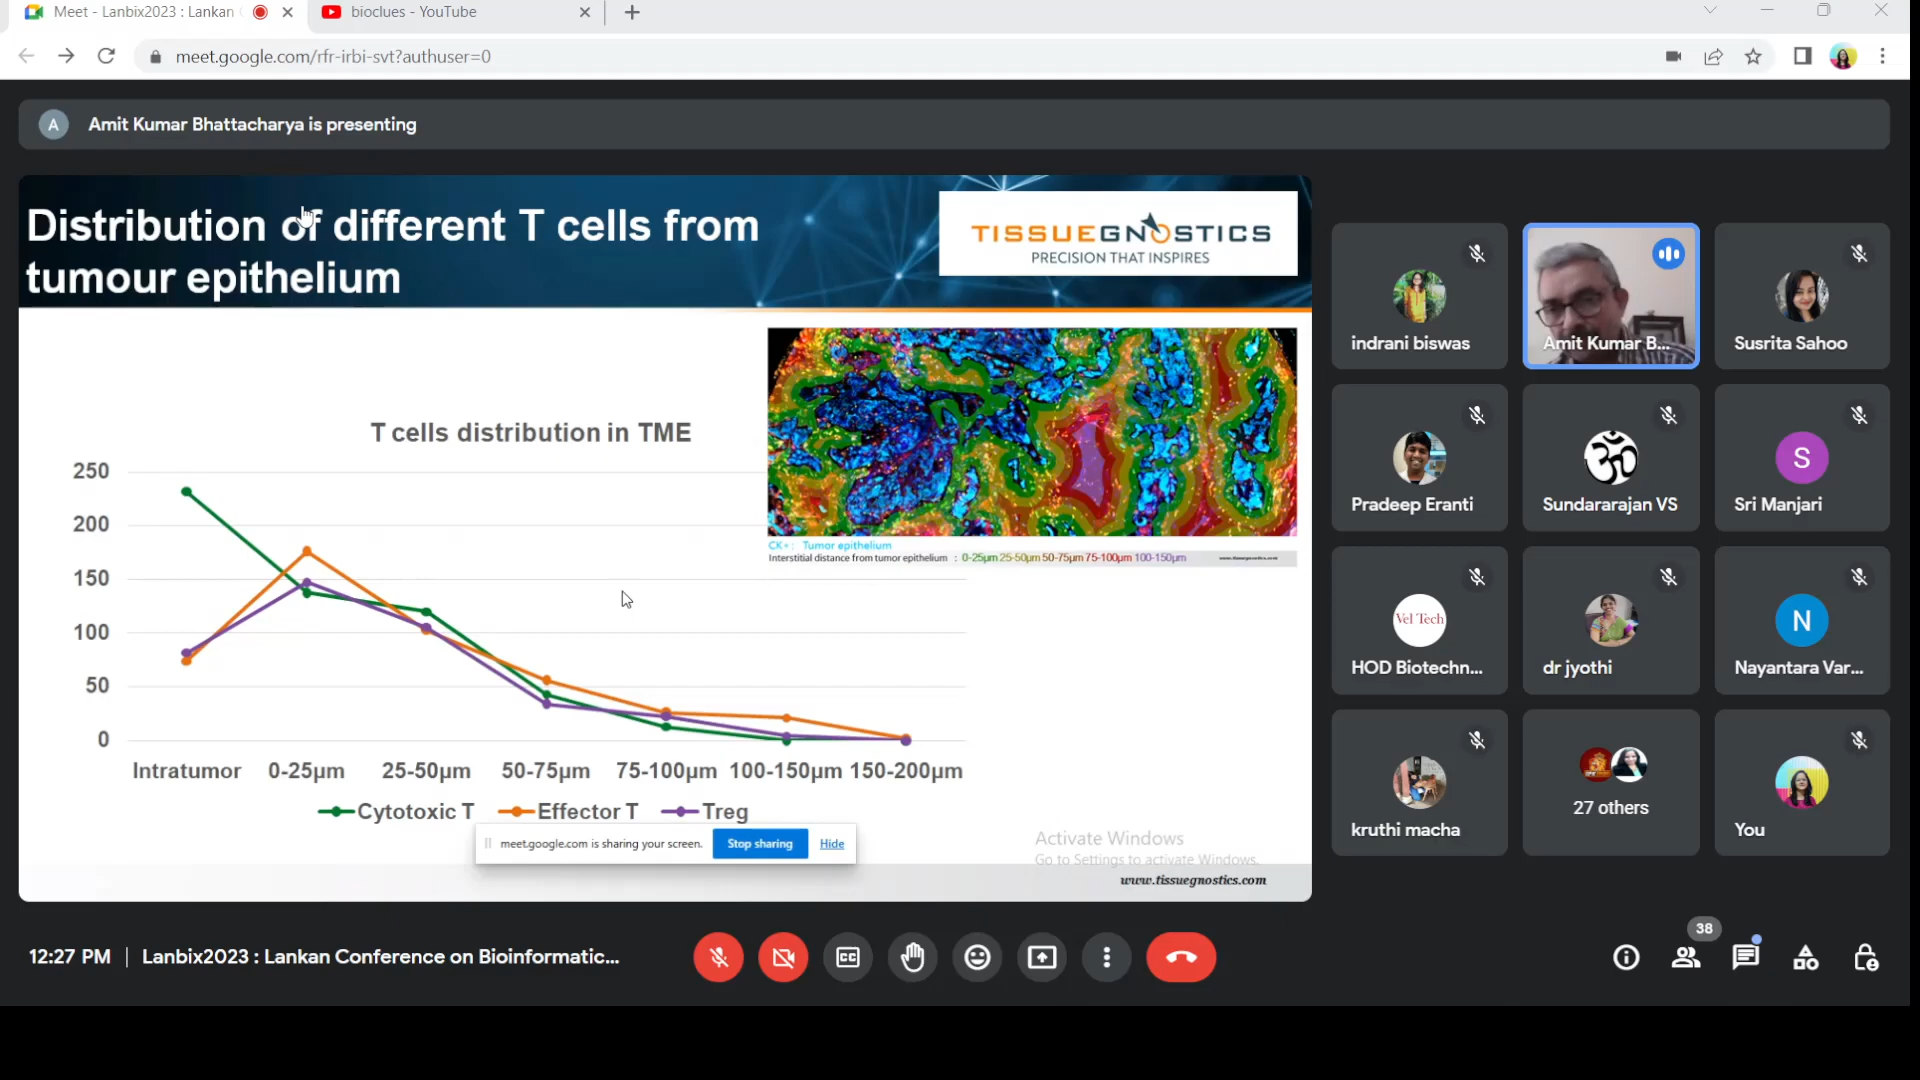 Meet - Lanbix2023 : Lankan
bioclues - YouTube
meet.google.com/rfr-irbi-svt?authuser=0
A
Amit Kumar Bhattacharya is presenting
Distribution of different T cells from
tumour epithelium
TISSUEGNOSTICS
PRECISION THAT INSPIRES
CK+: Tumor epithelium
Interstitial distance from tumor epithelium : 0-25µm 25-50µm 50-75µm 75-100µm 100-150µm
www.tissuegnostics.com
T cells distribution in TME
250
200
150
100
50
0
Intratumor 0-25µm 25-50µm 50-75µm 75-100µm 100-150µm 150-200µm
Cytotoxic T Effector T Treg
meet.google.com is sharing your screen. Stop sharing Hide
Activate Windows
Go to Settings to activate Windows.
www.tissuegnostics.com
indrani biswas
Amit Kumar B...
Susrita Sahoo
Pradeep Eranti
Sundararajan VS
S
Sri Manjari
Vel Tech
HOD Biotechn...
dr jyothi
N
Nayantara Var...
kruthi macha
27 others
You
12:27 PM | Lanbix2023 : Lankan Conference on Bioinformatic...
CC
38